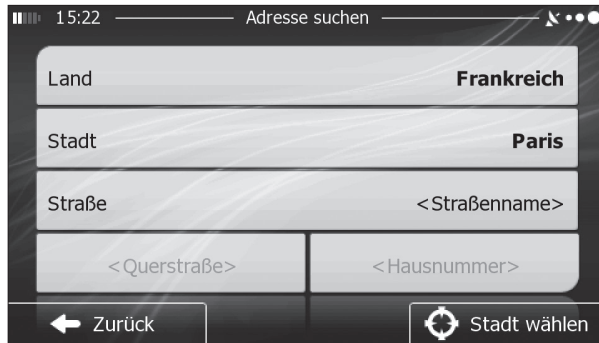 15:22 Adresse suchen
Land Frankreich
Stadt Paris
Straße <Straßenname>
<Querstraße> <Hausnummer>
Zurück Stadt wählen